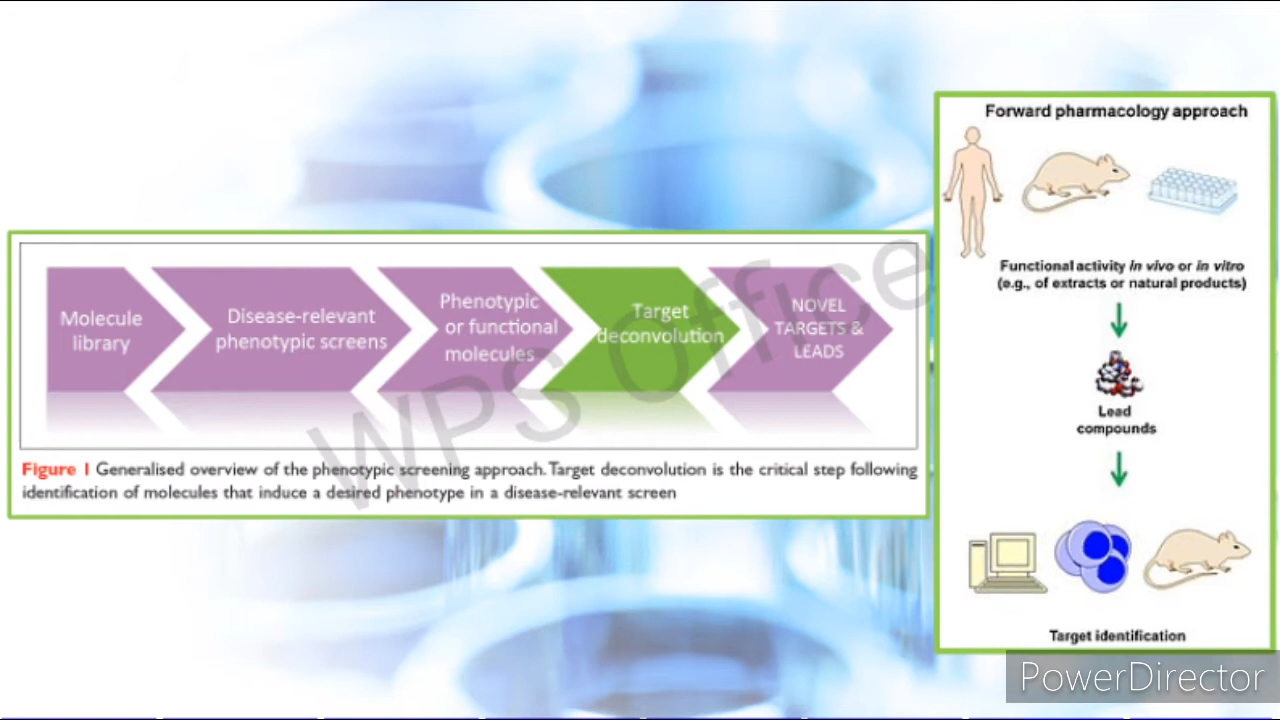 Molecule
library
Disease-relevant
phenotypic screens
Phenotypic
or functional
molecules
Target
deconvolution
NOVEL
TARGETS &
LEADS
Figure 1 Generalised overview of the phenotypic screening approach. Target deconvolution is the critical step following
identification of molecules that induce a desired phenotype in a disease-relevant screen
WPS Office
Forward pharmacology approach
Functional activity in vivo or in vitro
(e.g., of extracts or natural products)
Lead
compounds
Target identification
PowerDirector